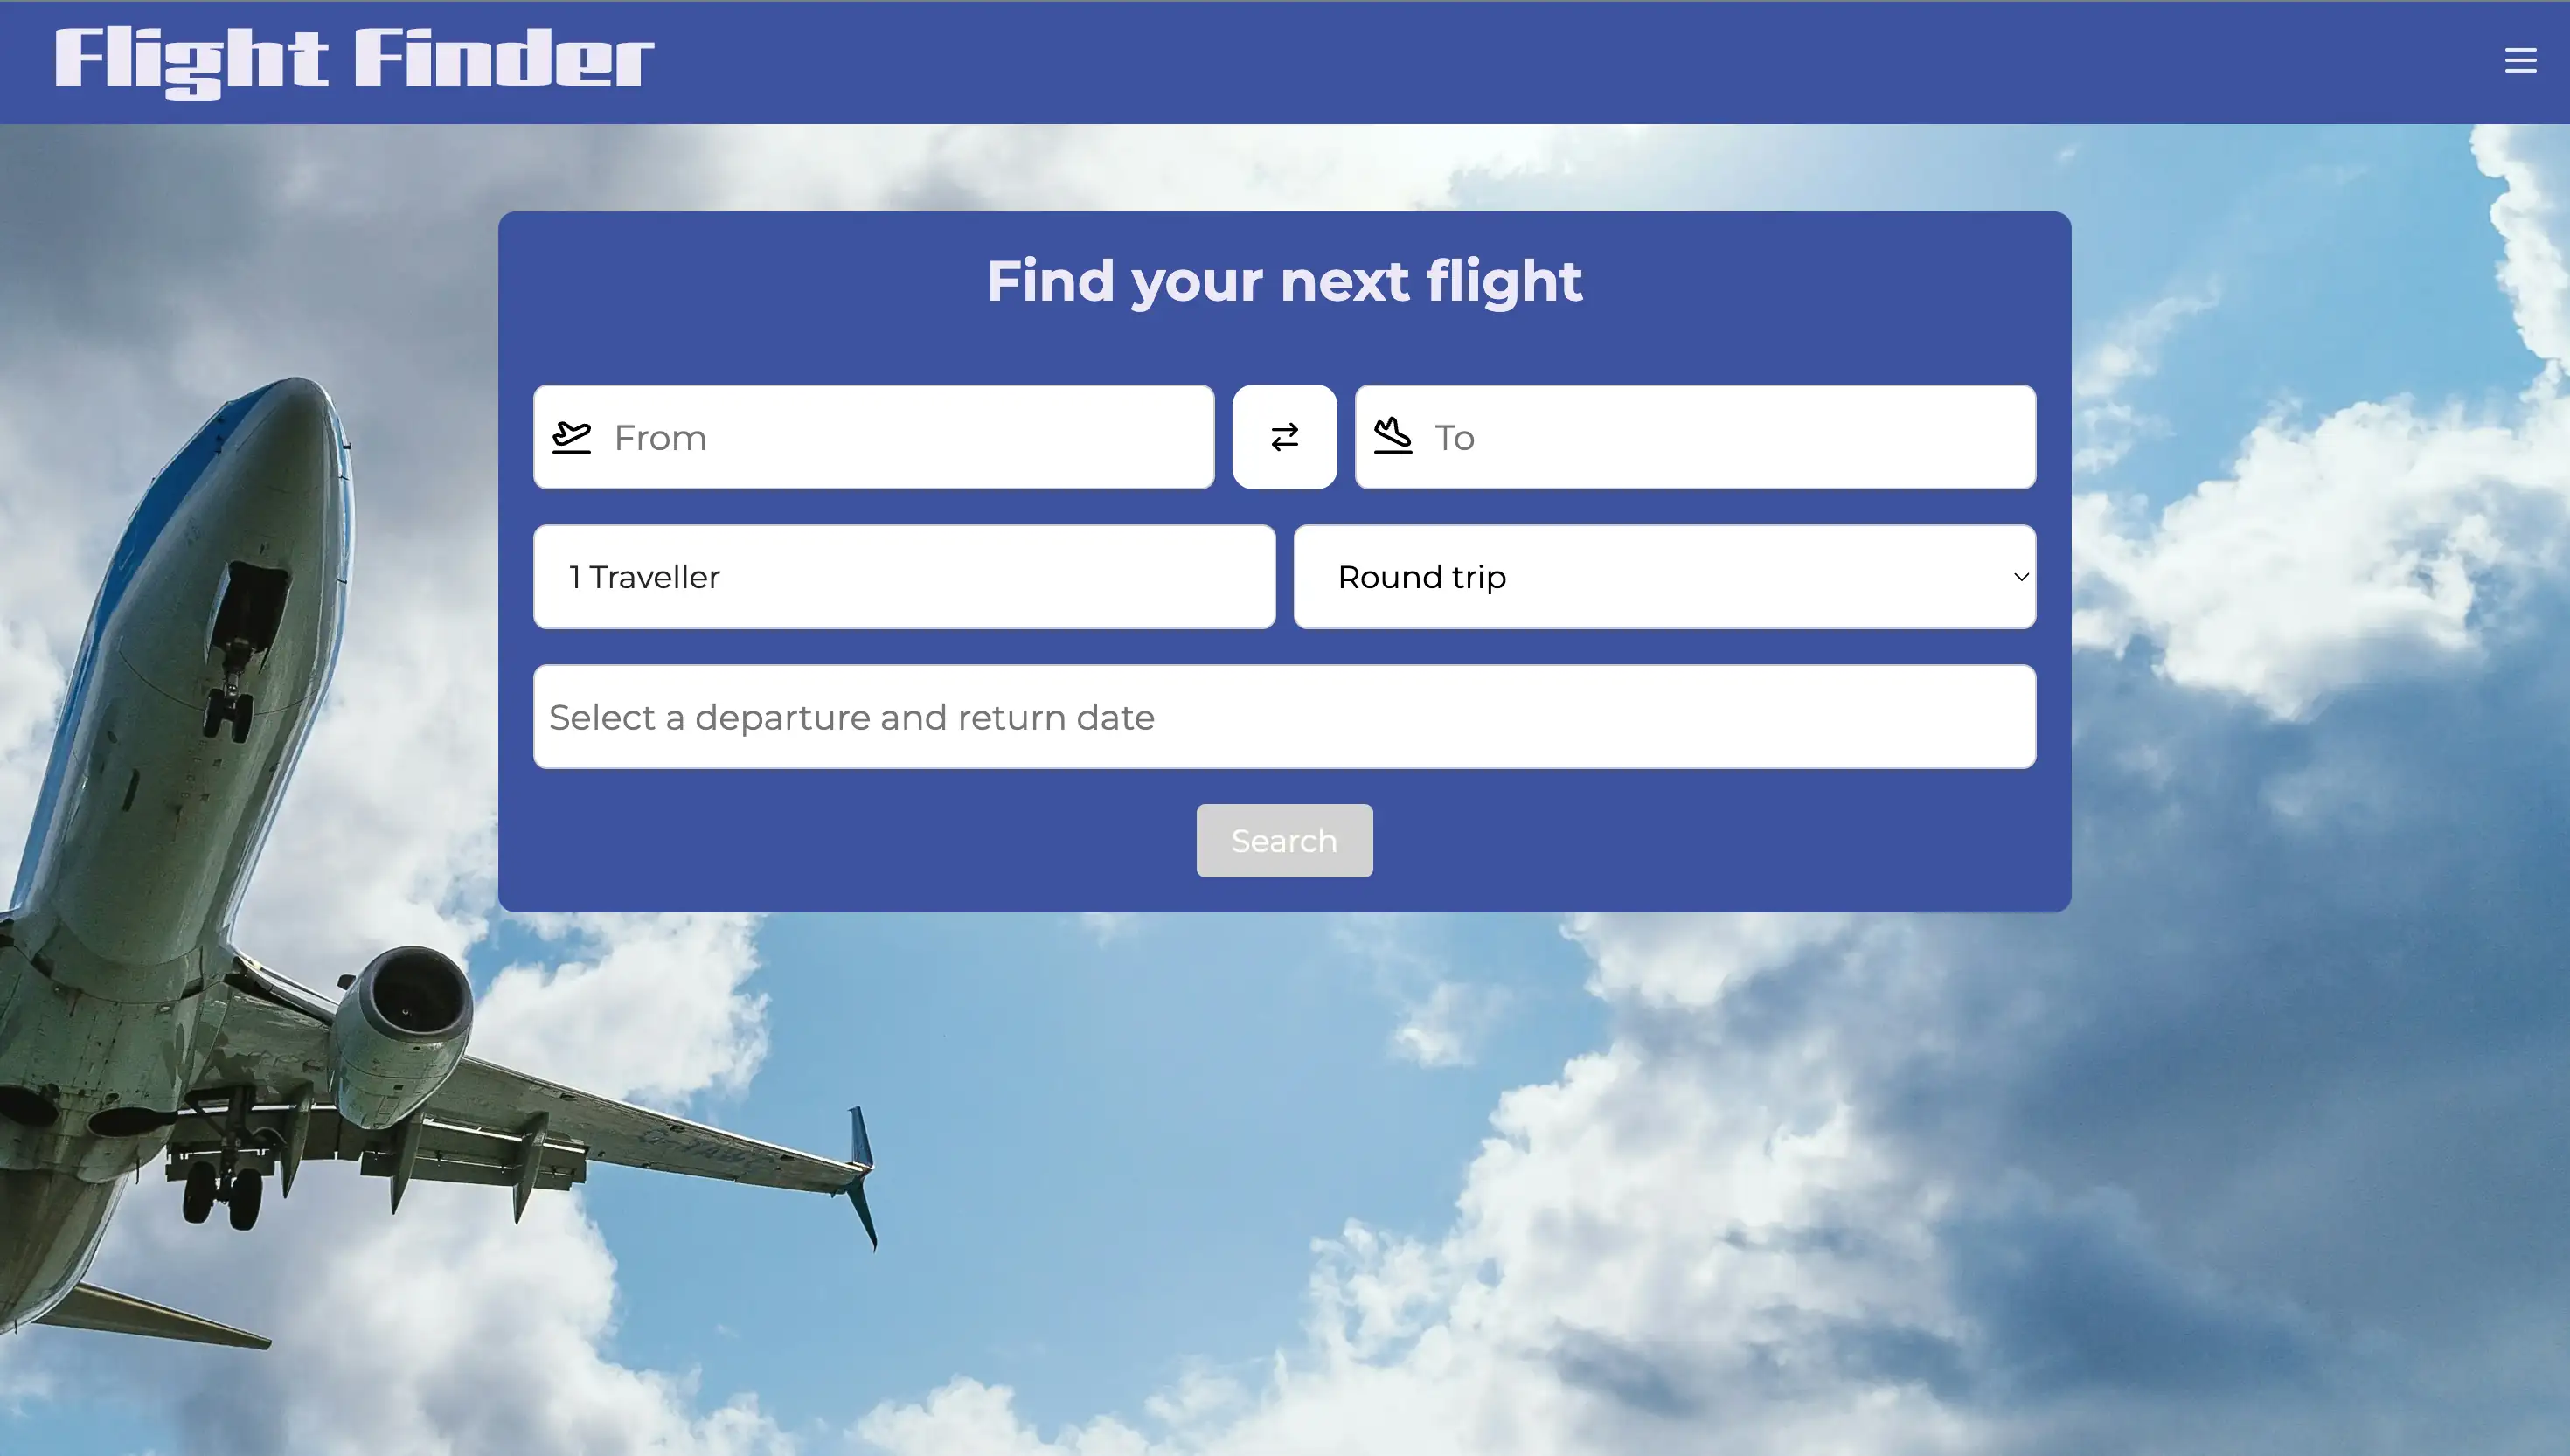 Flight Finder
Find your next flight
From
To
1 Traveller
Round trip
Select a departure and return date
Search